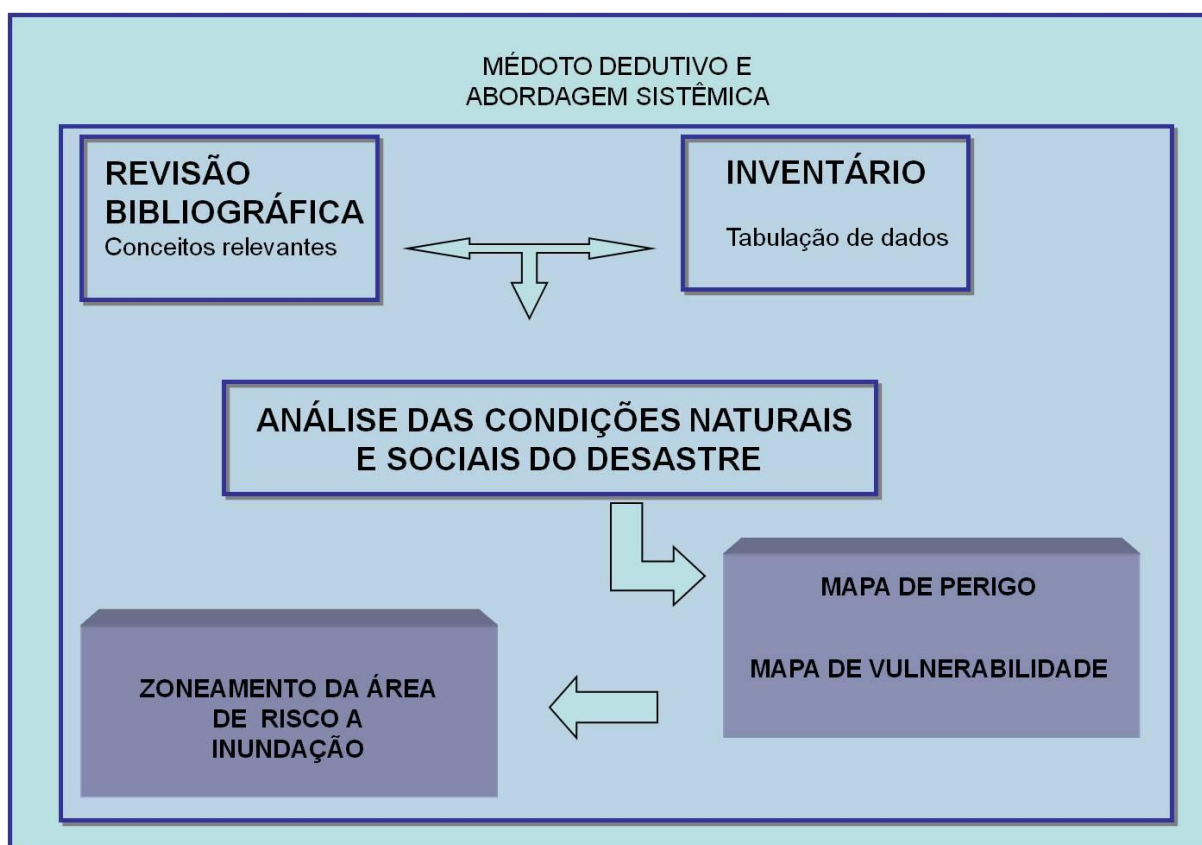 MÉDOTO DEDUTIVO E
ABORDAGEM SISTÊMICA
REVISÃO
BIBLIOGRÁFICA
Conceitos relevantes
INVENTÁRIO
Tabulação de dados
ANÁLISE DAS CONDIÇÕES NATURAIS
E SOCIAIS DO DESASTRE
MAPA DE PERIGO
MAPA DE VULNERABILIDADE
ZONEAMENTO DA ÁREA
DE RISCO A
INUNDAÇÃO